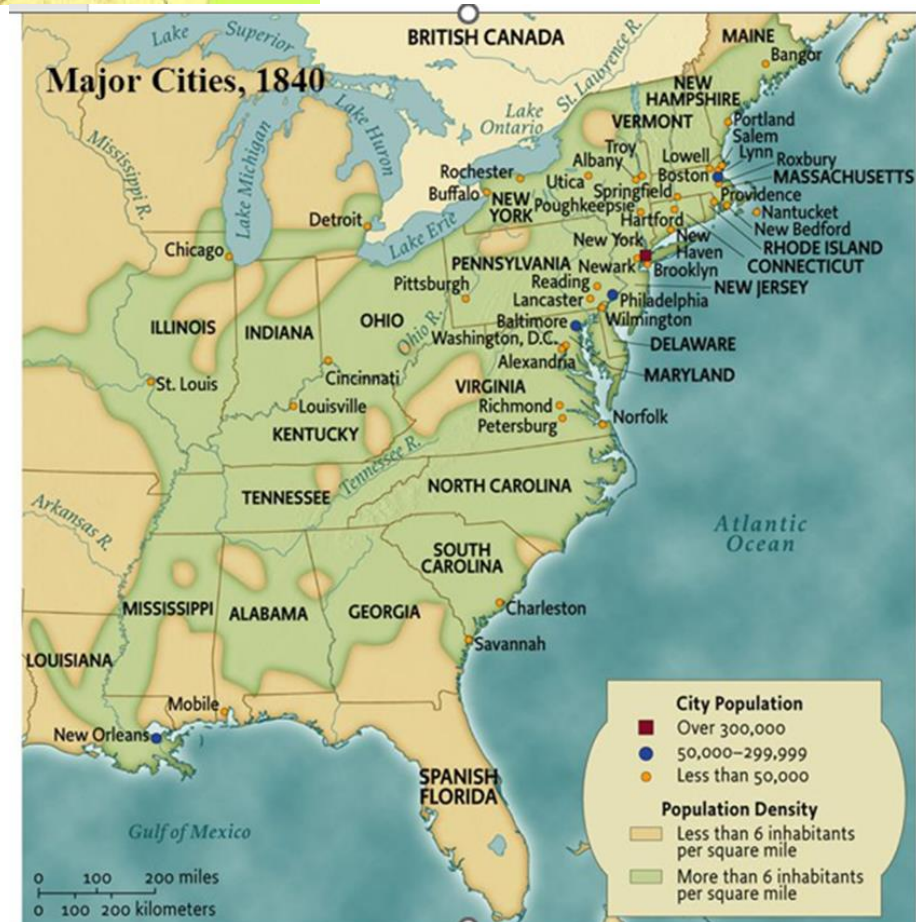 Major Cities, 1840
Lake Superior
BRITISH CANADA
St. Lawrence R.
MAINE
Bangor
Mississippi R.
Lake Michigan
Lake Huron
Lake
Ontario
NEW
HAMPSHIRE
VERMONT
Portland
Salem
Lynn
Troy
Albany
Lowell
Boston
Roxbury
MASSACHUSETTS
Rochester
Buffalo
Utica
Springfield
Providence
NEW
YORK
Poughkeepsie
Nantucket
New Bedford
Hartford
RHODE ISLAND
CONNECTICUT
Detroit
Lake Erie
Chicago
New York
New
Haven
PENNSYLVANIA
Newark
Brooklyn
NEW JERSEY
Pittsburgh
Reading
Lancaster
Philadelphia
Wilmington
ILLINOIS
INDIANA
OHIO
Ohio R.
Baltimore
Washington, D.C.
DELAWARE
Alexandria
MARYLAND
St. Louis
Cincinnati
VIRGINIA
Louisville
Richmond
Petersburg
Norfolk
KENTUCKY
Tennessee R.
TENNESSEE
NORTH CAROLINA
Arkansas R.
Atlantic
Ocean
SOUTH
CAROLINA
MISSISSIPPI
ALABAMA
GEORGIA
Charleston
Savannah
LOUISIANA
Mobile
New Orleans
SPANISH
FLORIDA
Gulf of Mexico
0 100 200 miles
0 100 200 kilometers
City Population
Over 300,000
50,000–299,999
Less than 50,000
Population Density
Less than 6 inhabitants
per square mile
More than 6 inhabitants
per square mile